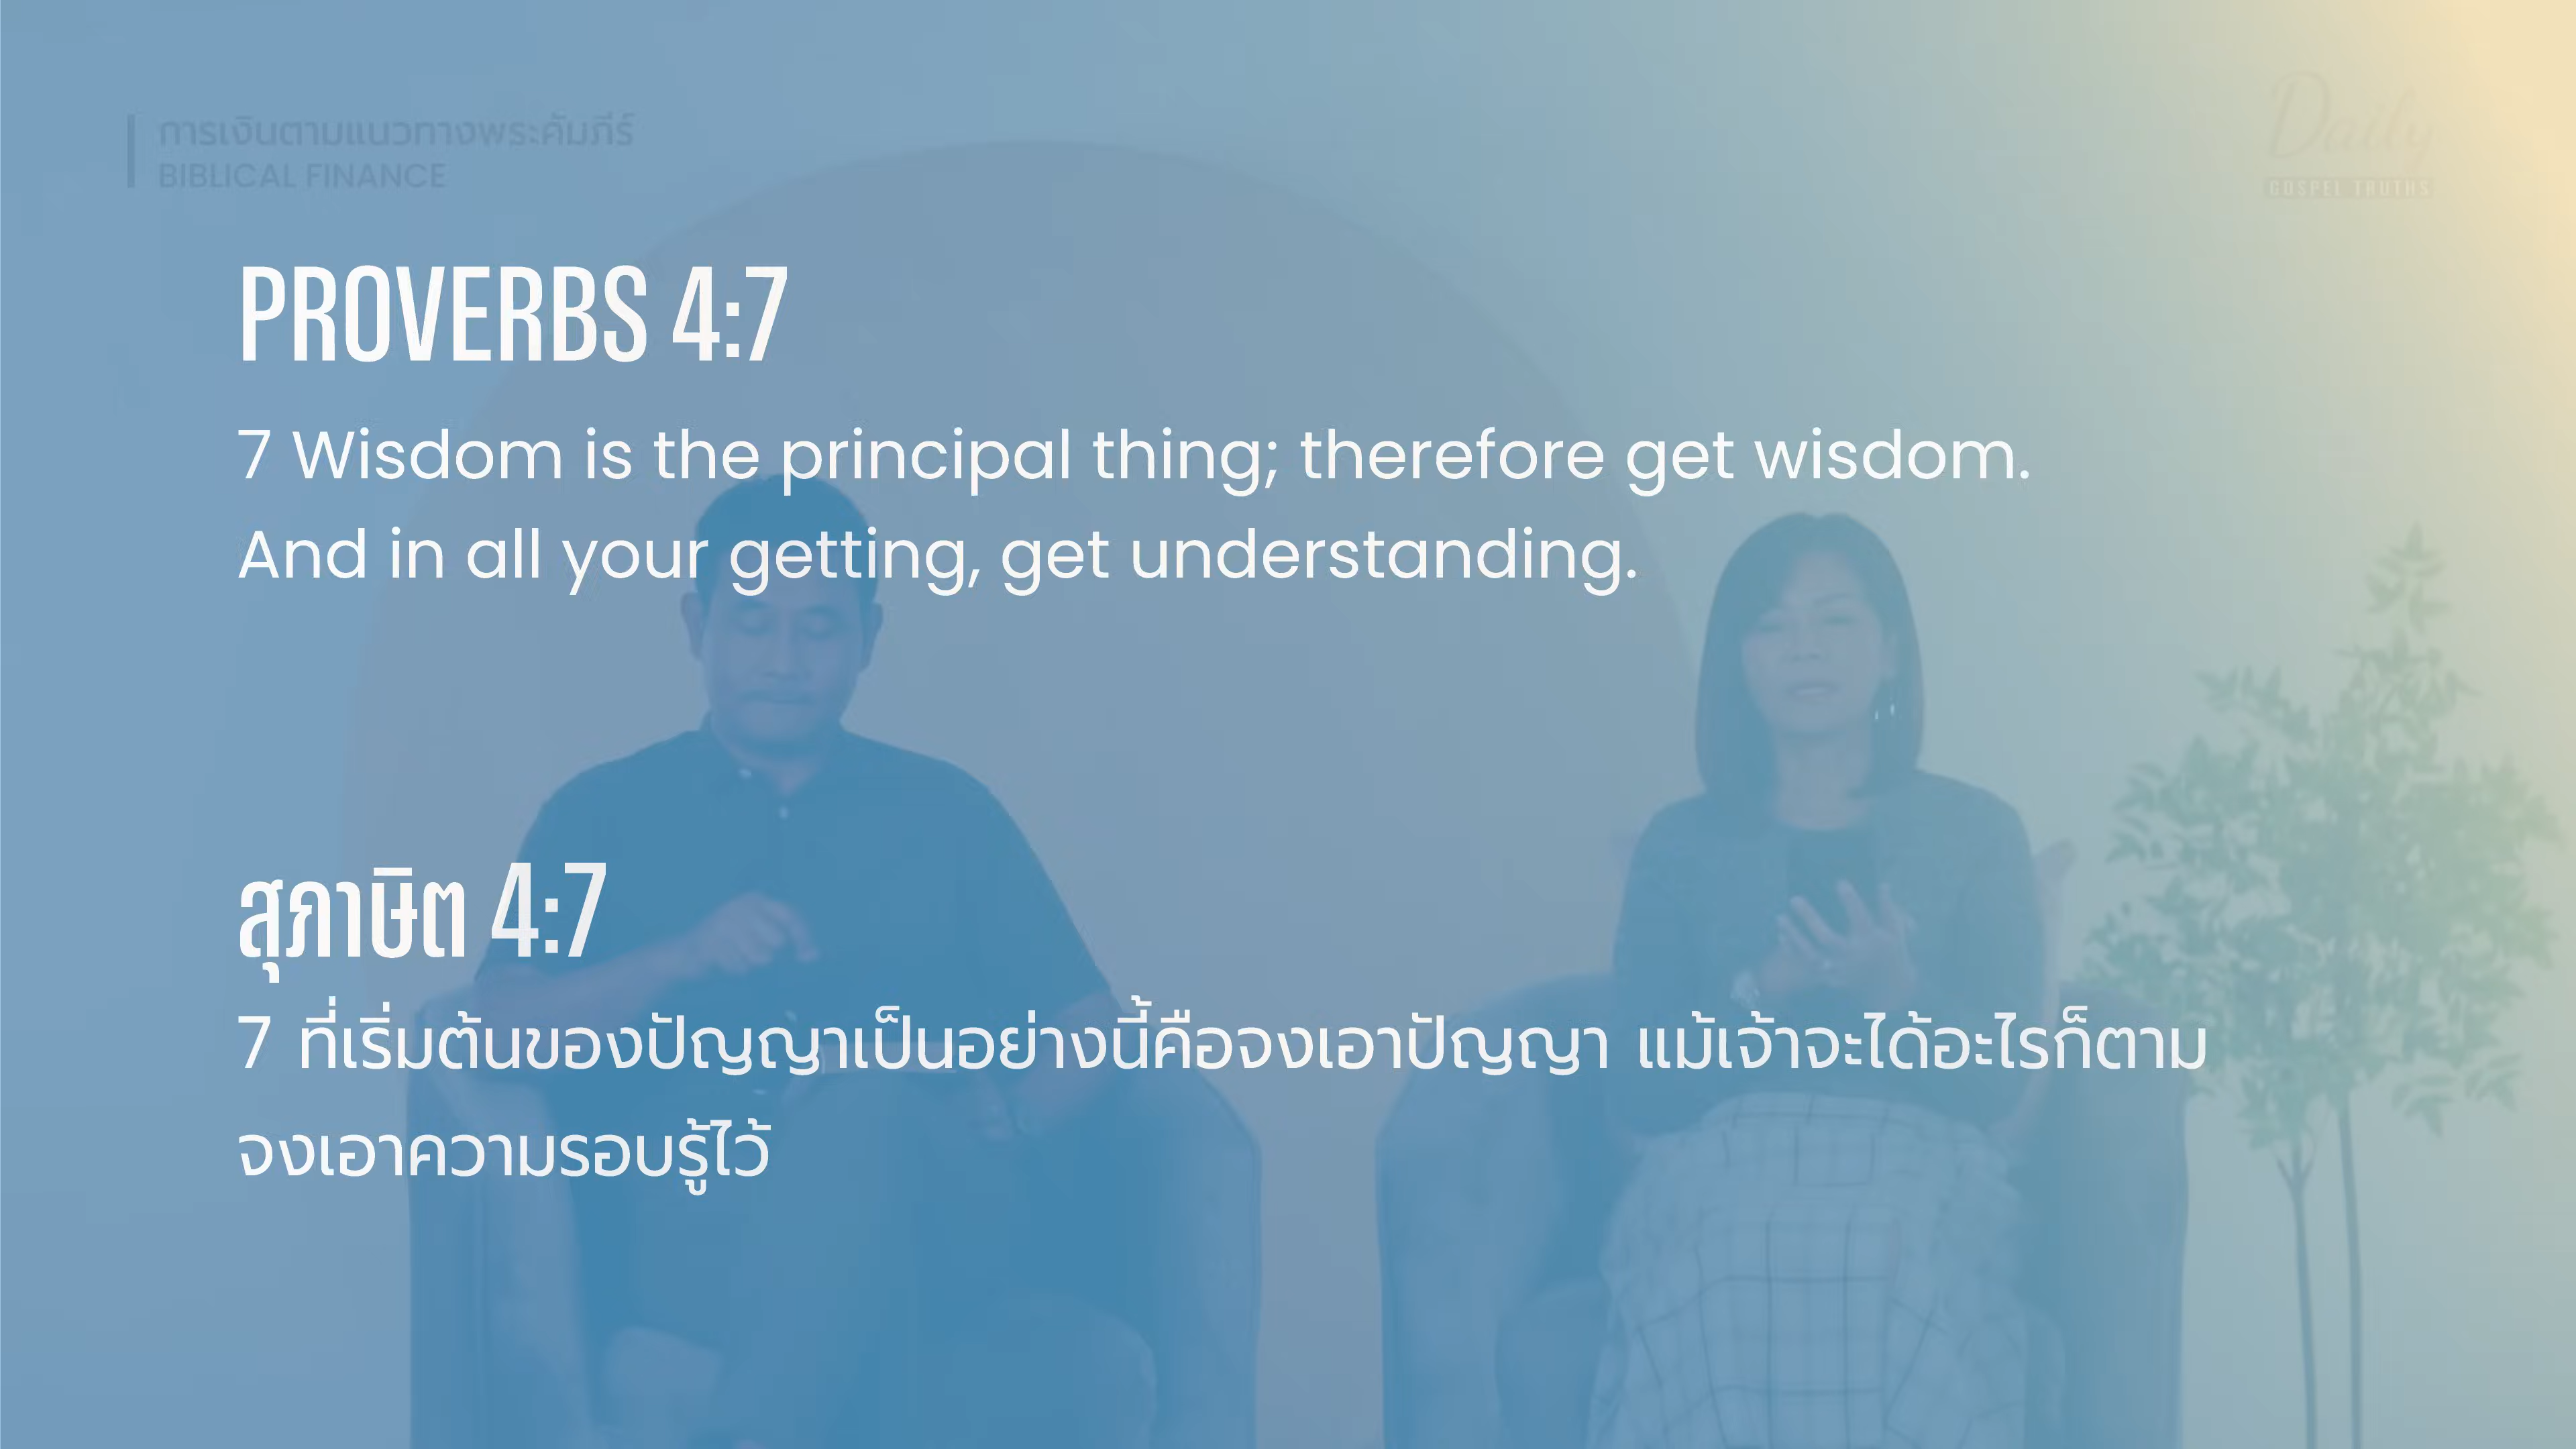 การเงินตามแนวทางพระคัมภีร์
BIBLICAL FINANCE
Daily
GOSPEL TRUTHS
PROVERBS 4:7
7 Wisdom is the principal thing; therefore get wisdom.
And in all your getting, get understanding.
สุภาษิต 4:7
7 ที่เริ่มต้นของปัญญาเป็นอย่างนี้คือจงเอาปัญญา แม้เจ้าจะได้อะไรก็ตาม
จงเอาความรอบรู้ไว้